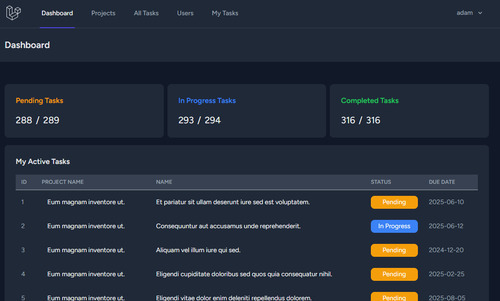 Dashboard Projects All Tasks Users My Tasks adam
Dashboard
Pending Tasks In Progress Tasks Completed Tasks
288 / 289 293 / 294 316 / 316
My Active Tasks
ID PROJECT NAME NAME STATUS DUE DATE
1 Eum magnam inventore ut. Et pariatur sit ullam deserunt iure sed est voluptatem. Pending 2025-06-10
2 Eum magnam inventore ut. Consequuntur aut accusamus unde reprehenderit. In Progress 2025-06-12
3 Eum magnam inventore ut. Aliquam vel illum iure qui sed. Pending 2024-12-20
4 Eum magnam inventore ut. Eligendi cupiditate doloribus sed quos quia consequatur nihil. Pending 2025-02-25
5 Eum magnam inventore ut. Eligendi vitae dolor enim deleniti repellendus dolorem. Pending 2025-08-05